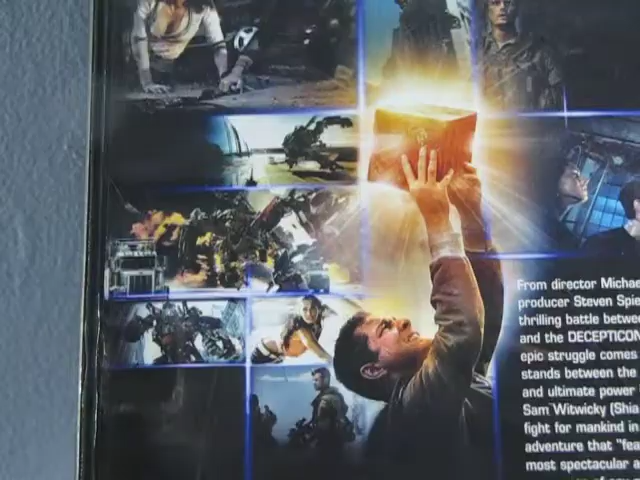 From director Michae
producer Steven Spie
thrilling battle betwee
and the DECEPTICON
epic struggle comes
stands between the
and ultimate power
Sam Witwicky (Shia
fight for mankind in
adventure that "fea
most spectacular a